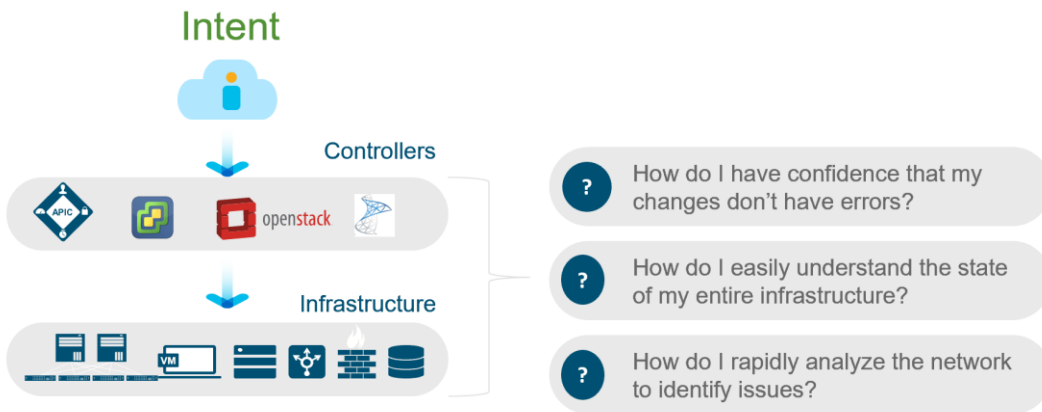 Intent
Controllers
APIC
openstack
Infrastructure
VM
?
How do I have confidence that my
changes don't have errors?
?
How do I easily understand the state
of my entire infrastructure?
?
How do I rapidly analyze the network
to identify issues?